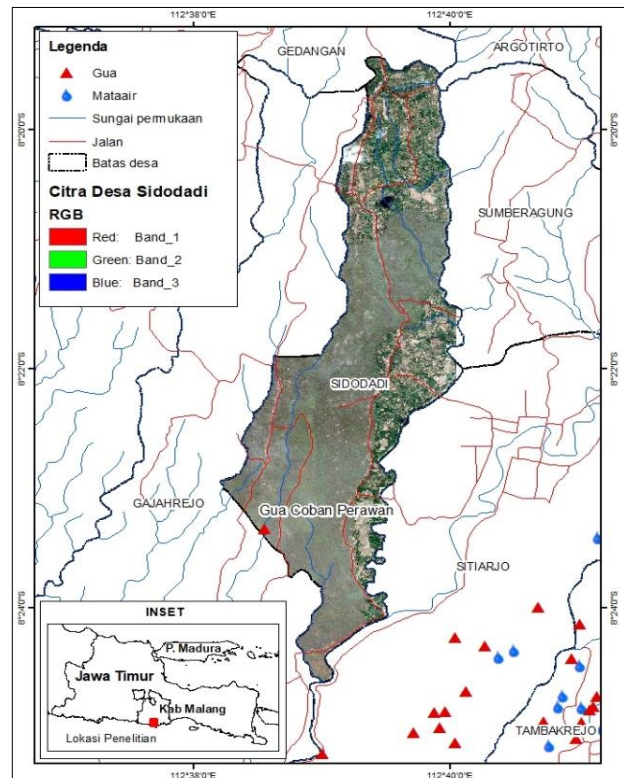 112°38'0"E
112°40'0"E
Legenda
Gua
Mataair
Sungai permukaan
Jalan
Batas desa
Citra Desa Sidodadi
RGB
Red: Band_1
Green: Band_2
Blue: Band_3
GEDANGAN
ARGOTIRTO
8°20'0"S
8°20'0"S
SUMBERAGUNG
8°22'0"S
8°22'0"S
SIDODADI
GAJAHREJO
Gua Coban Perawan
SITIARJO
8°24'0"S
8°24'0"S
INSET
P. Madura
Jawa Timur
Kab Malang
Lokasi Penelitian
TAMBAKREJO
112°38'0"E
112°40'0"E